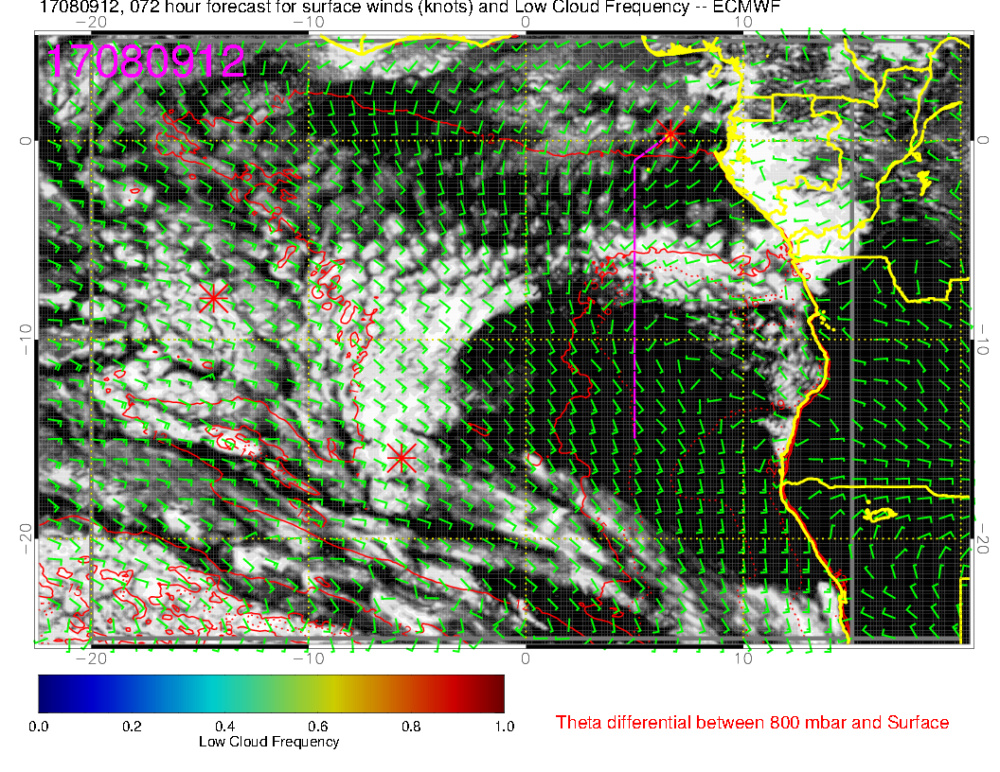 17080912, 072 hour forecast for surface winds (knots) and Low Cloud Frequency -- ECMWF
−20 −10 0 10
17080912
0 0
−10 −10
−20 −20
−20 −10 0 10
0.0 0.2 0.4 0.6 0.8 1.0
Low Cloud Frequency
Theta differential between 800 mbar and Surface